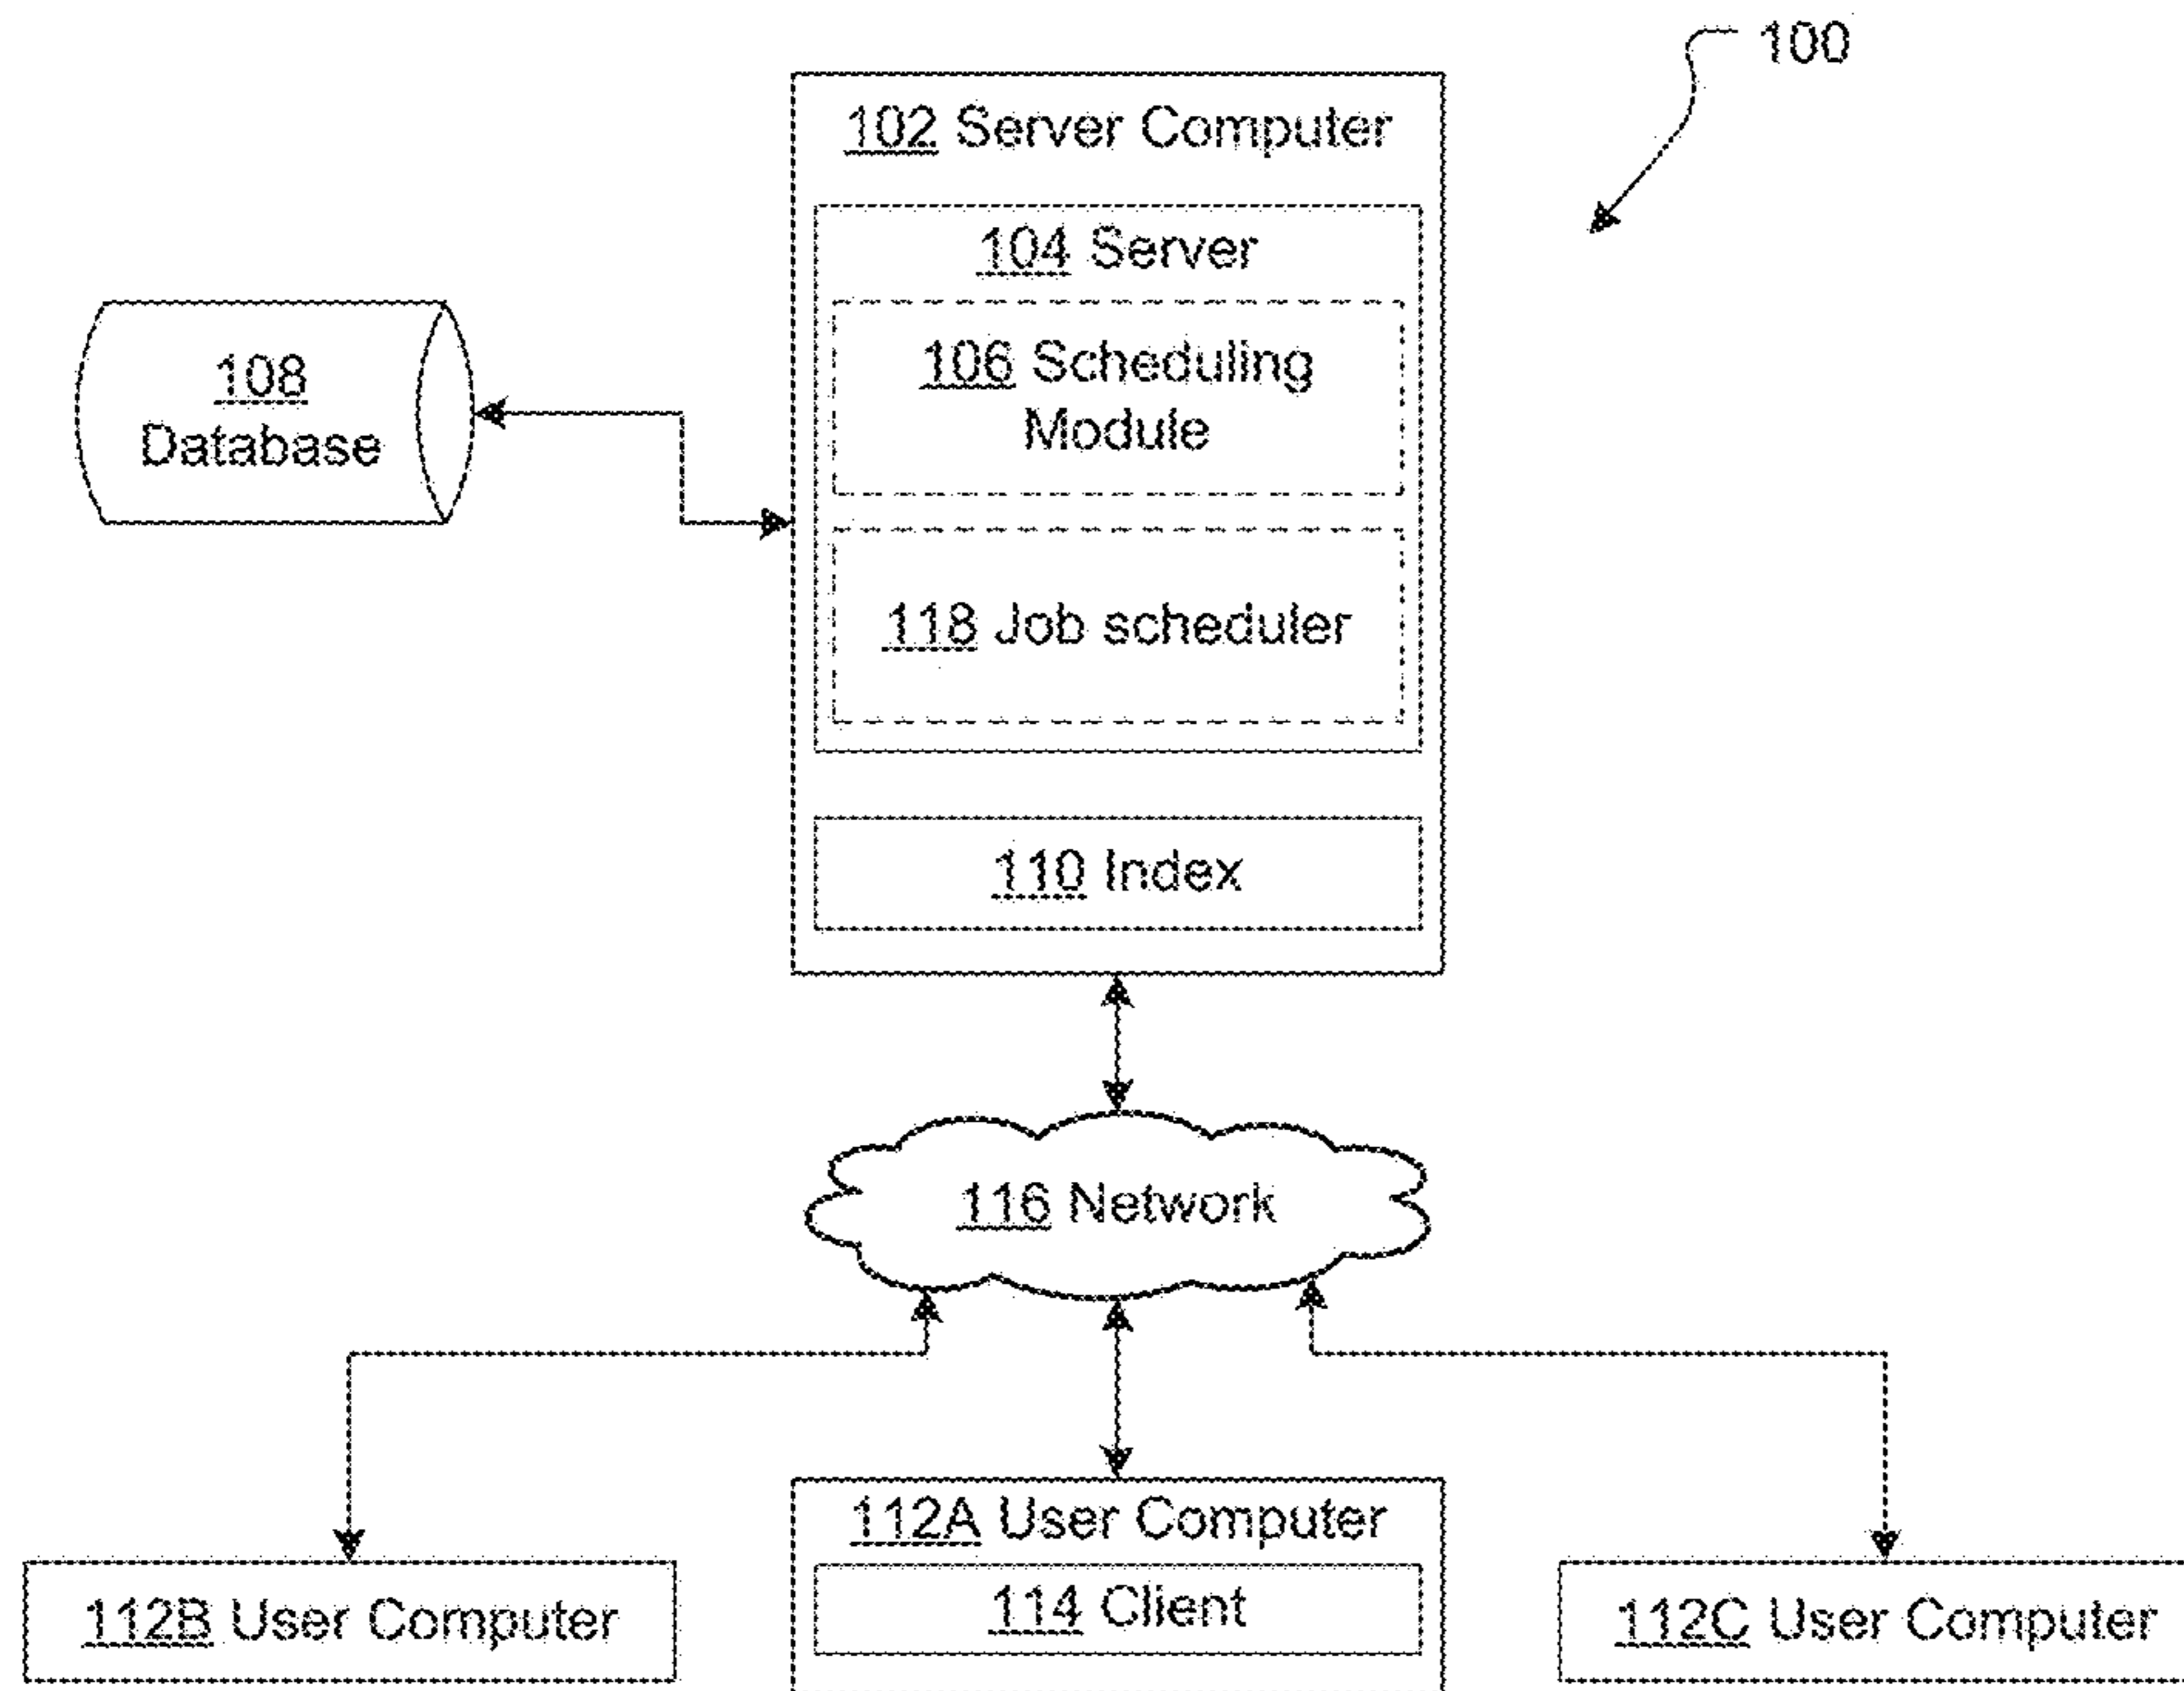 100
102 Server Computer
104 Server
106 Scheduling
Module
108
Database
118 Job scheduler
110 Index
116 Network
112A User Computer
114 Client
112B User Computer
112C User Computer